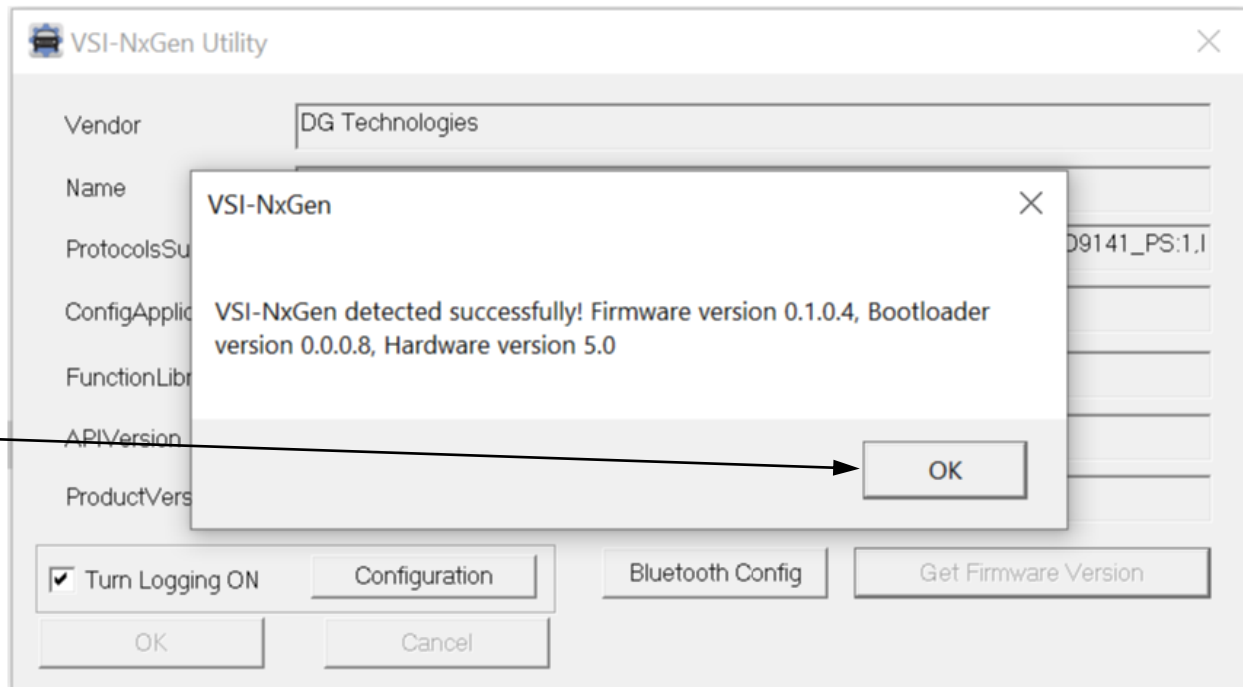 VSI-NxGen Utility
Vendor
DG Technologies
Name
ProtocolsSu
ConfigApplic
FunctionLibr
APIVersion
ProductVers
VSI-NxGen
VSI-NxGen detected successfully! Firmware version 0.1.0.4, Bootloader
version 0.0.0.8, Hardware version 5.0
OK
09141_PS:1,I
Turn Logging ON
Configuration
Bluetooth Config
Get Firmware Version
OK
Cancel